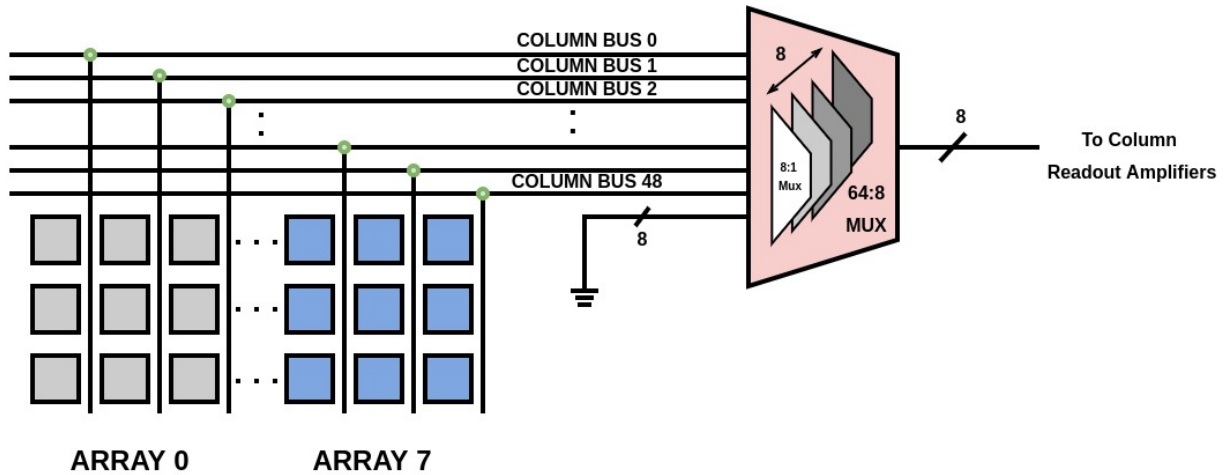 COLUMN BUS 0
COLUMN BUS 1
COLUMN BUS 2
COLUMN BUS 48
8
8:1
Mux
64:8
MUX
8
8
To Column
Readout Amplifiers
ARRAY 0
ARRAY 7